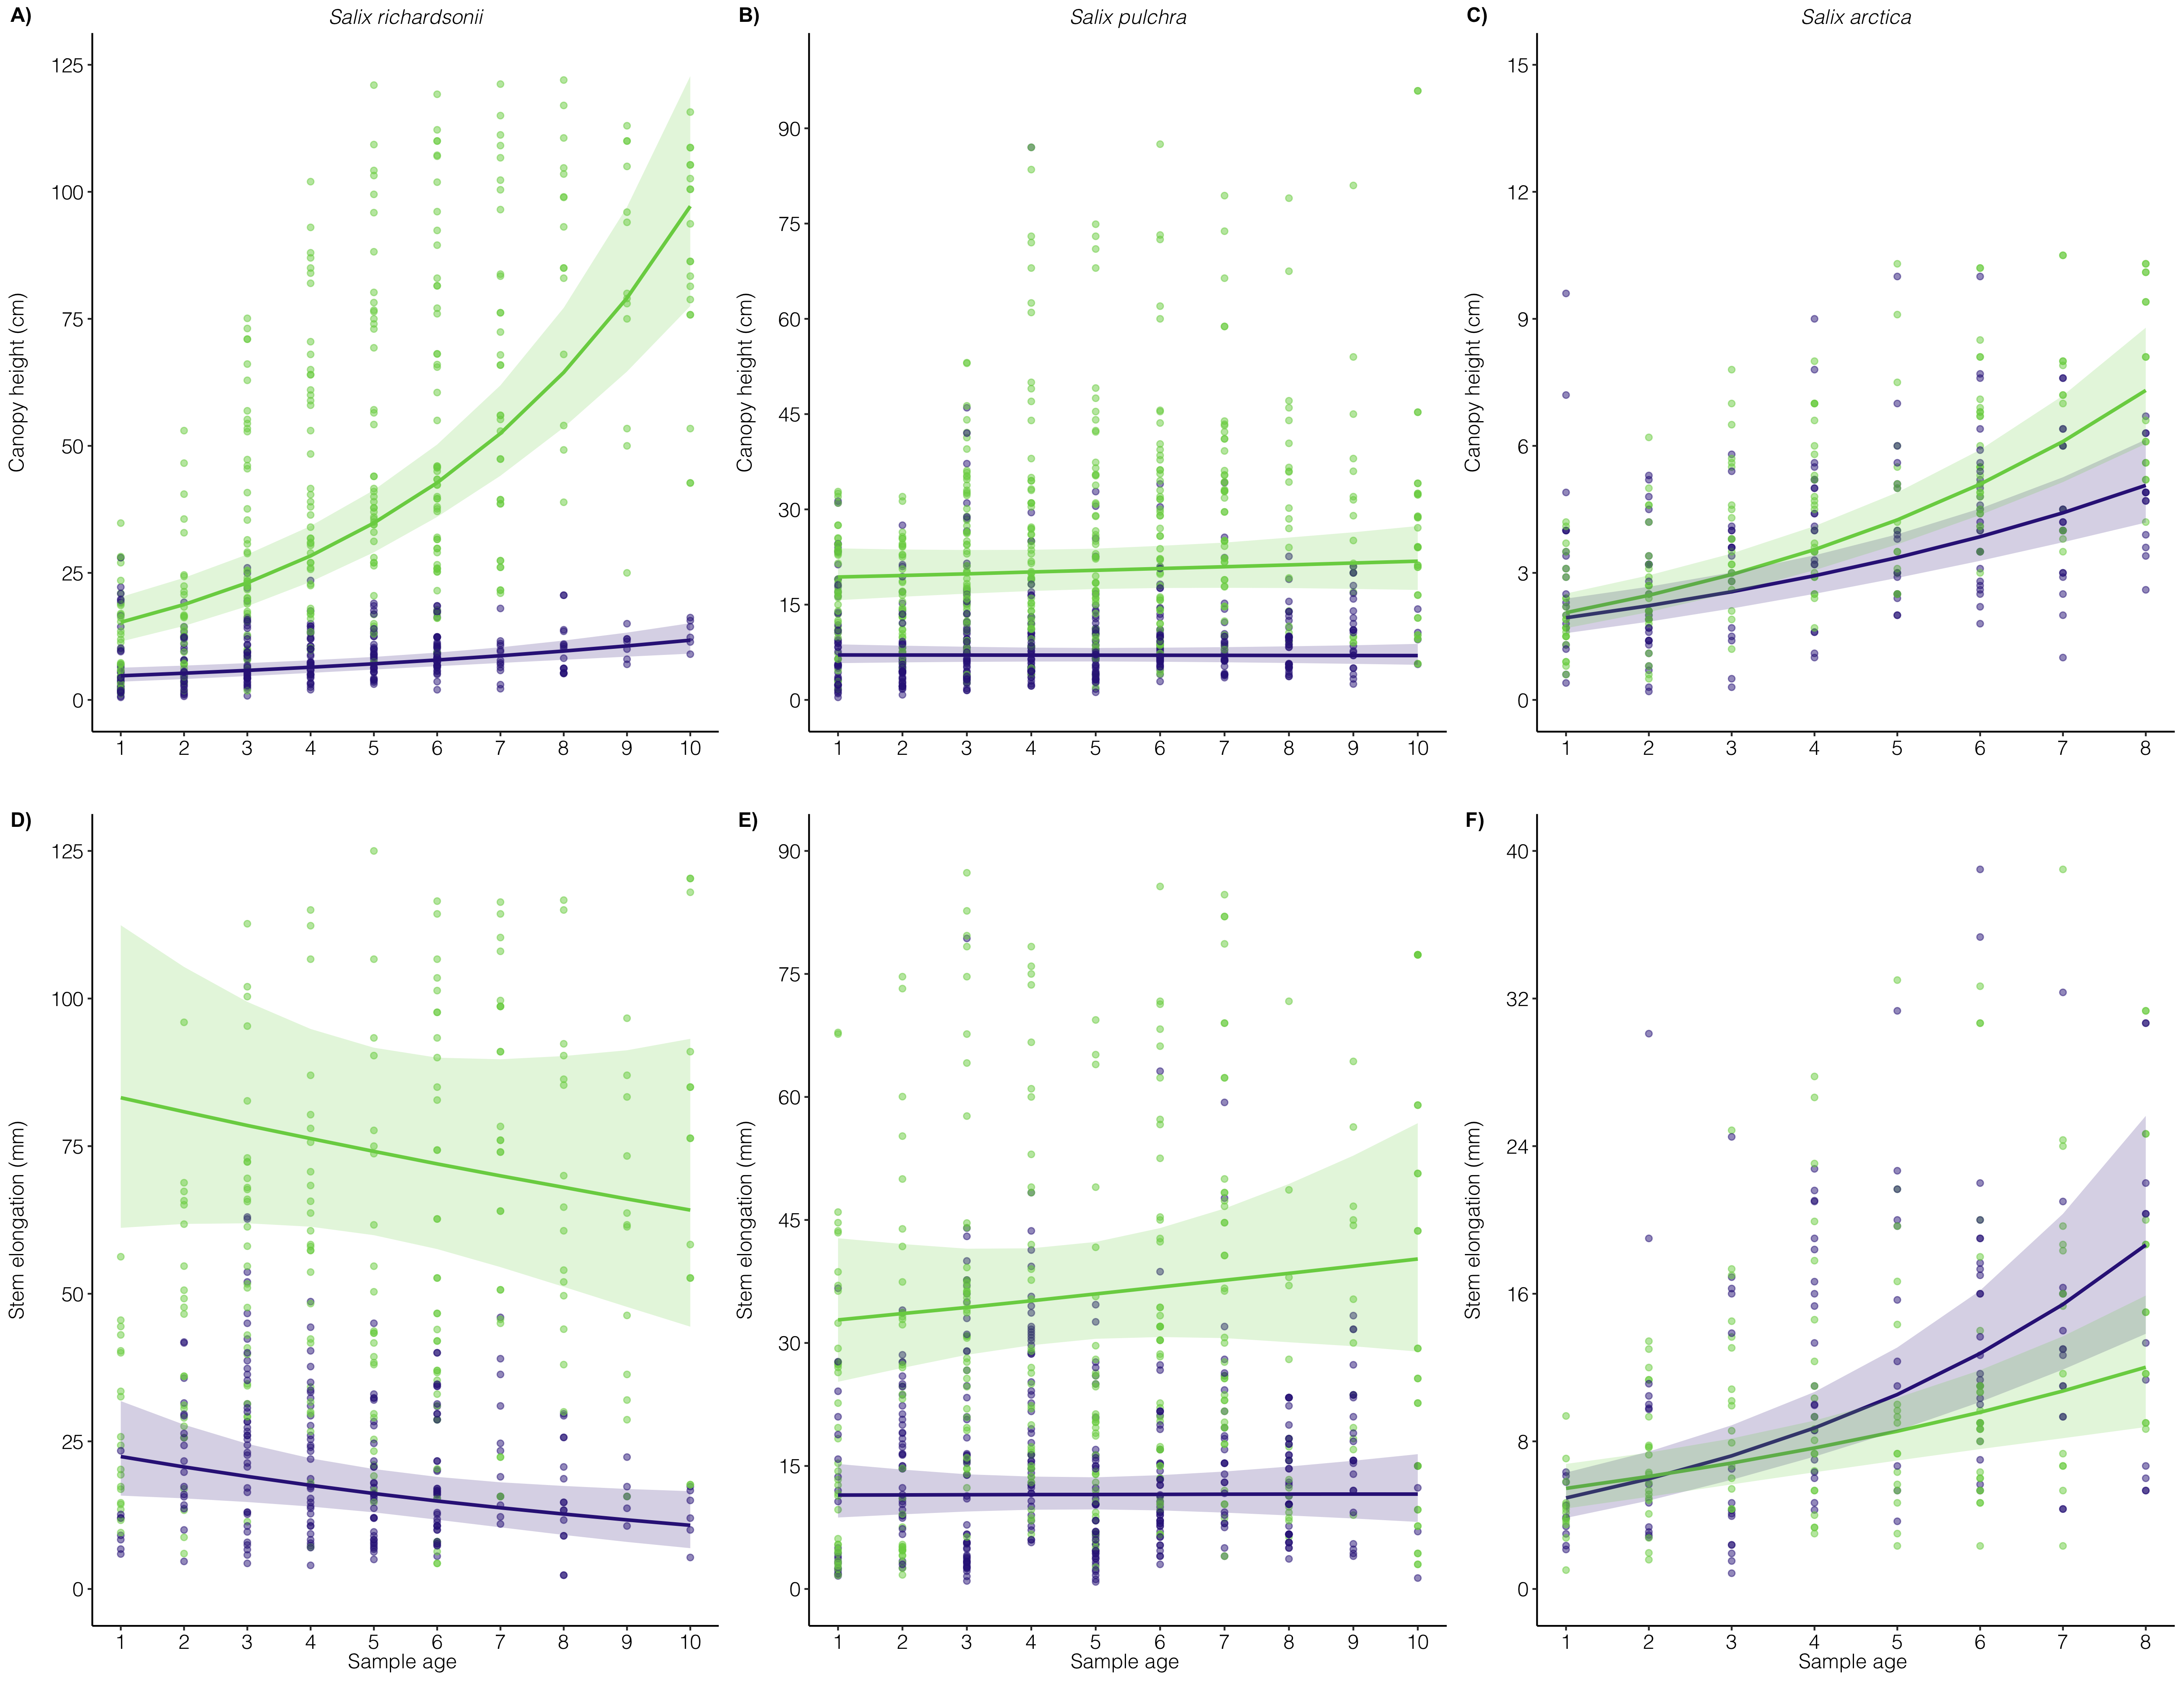 A) Salix richardsonii
B) Salix pulchra
C) Salix arctica
Canopy height (cm)
125
100
75
50
25
0
1 2 3 4 5 6 7 8 9 10
Canopy height (cm)
90
75
60
45
30
15
0
1 2 3 4 5 6 7 8 9 10
Canopy height (cm)
15
12
9
6
3
0
1 2 3 4 5 6 7 8
D)
Stem elongation (mm)
125
100
75
50
25
0
1 2 3 4 5 6 7 8 9 10
Sample age
E)
Stem elongation (mm)
90
75
60
45
30
15
0
1 2 3 4 5 6 7 8 9 10
Sample age
F)
Stem elongation (mm)
40
32
24
16
8
0
1 2 3 4 5 6 7 8
Sample age